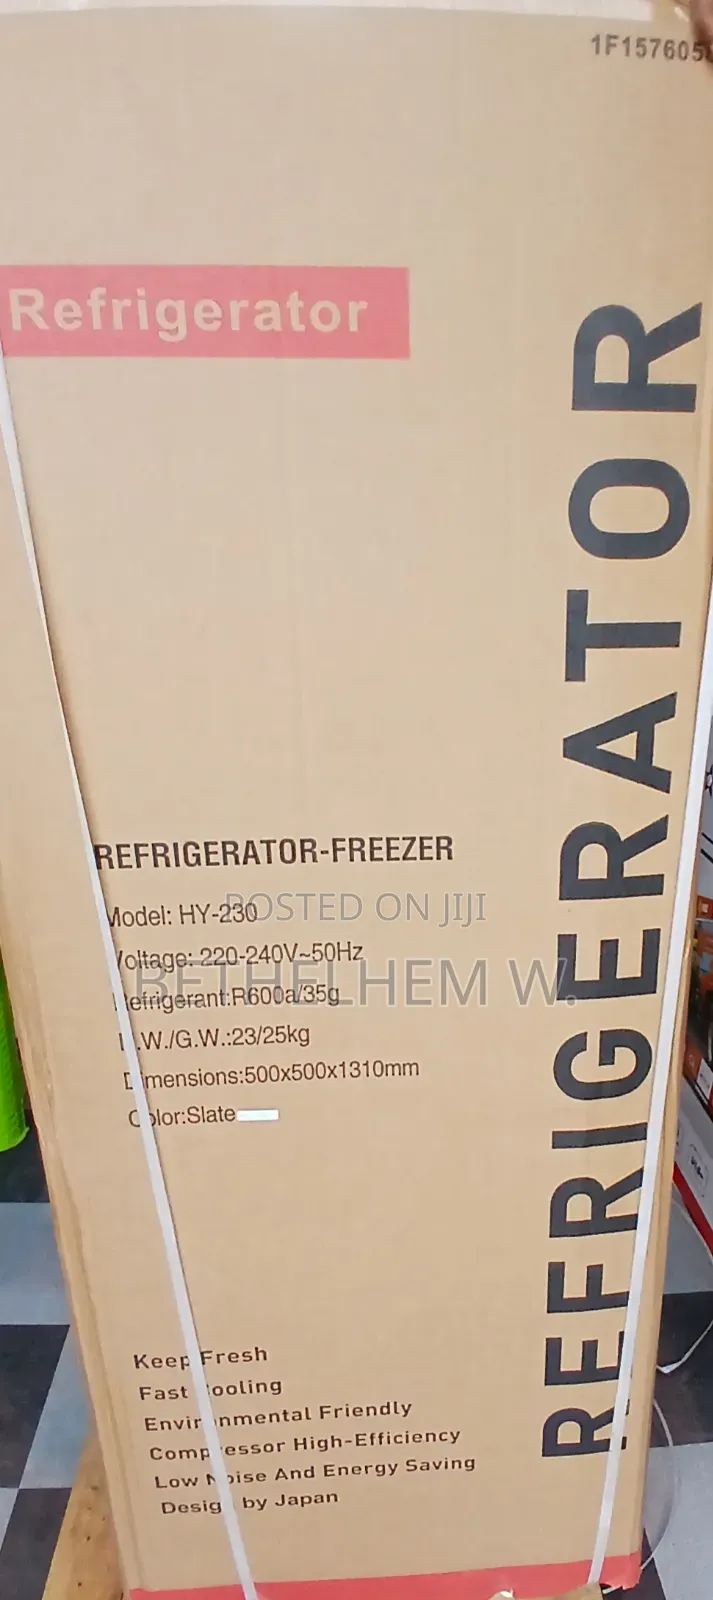 1F157605
Refrigerator
REFRIGERATOR
REFRIGERATOR-FREEZER
Model: HY-230
POSTED ON JIJI
Voltage: 220-240V~50Hz
BETHELHEM W.
Refrigerant:R600a/35g
N.W./G.W.:23/25kg
Dimensions:500x500x1310mm
Color:Slate
Keep Fresh
Fast Cooling
Environmental Friendly
Compressor High-Efficiency
Low Noise And Energy Saving
Design by Japan